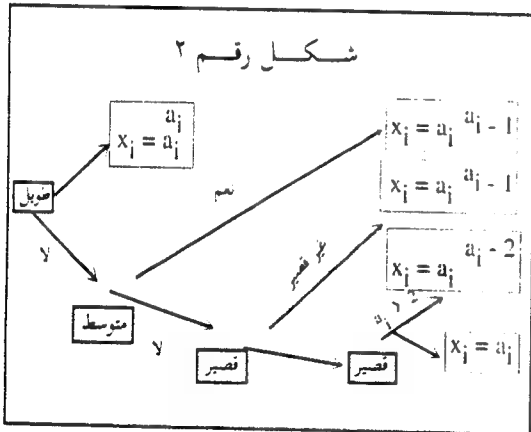 شكل رقم ٢
x_i = a_i^{a_i}
x_i = a_i^{a_i - 1}
x_i = a_i^{a_i - 1}
طويل
نعم
لا
غير قصير
x_i = a_i^{a_i - 2}
متوسط
لا
قصير
قصير
x_i = a_i